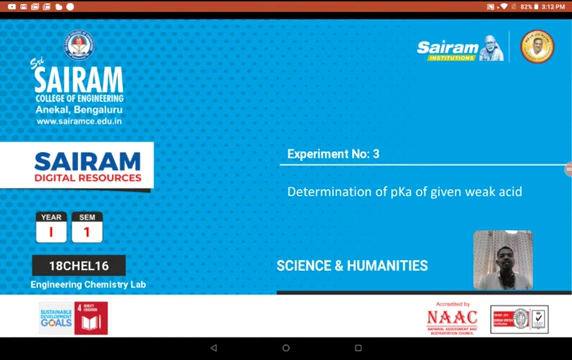 82% 3:12 PM
Sri
SAIRAM
COLLEGE OF ENGINEERING
Anekal, Bengaluru
www.sairamce.edu.in
Sairam
INSTITUTIONS
SAIRAM
DIGITAL RESOURCES
Experiment No: 3
Determination of pKa of given weak acid
YEAR SEM
I 1
18CHEL16
Engineering Chemistry Lab
SCIENCE & HUMANITIES
SUSTAINABLE
DEVELOPMENT
GOALS
4 QUALITY
EDUCATION
Accredited by
NAAC
NATIONAL ASSESSMENT AND
ACCREDITATION COUNCIL